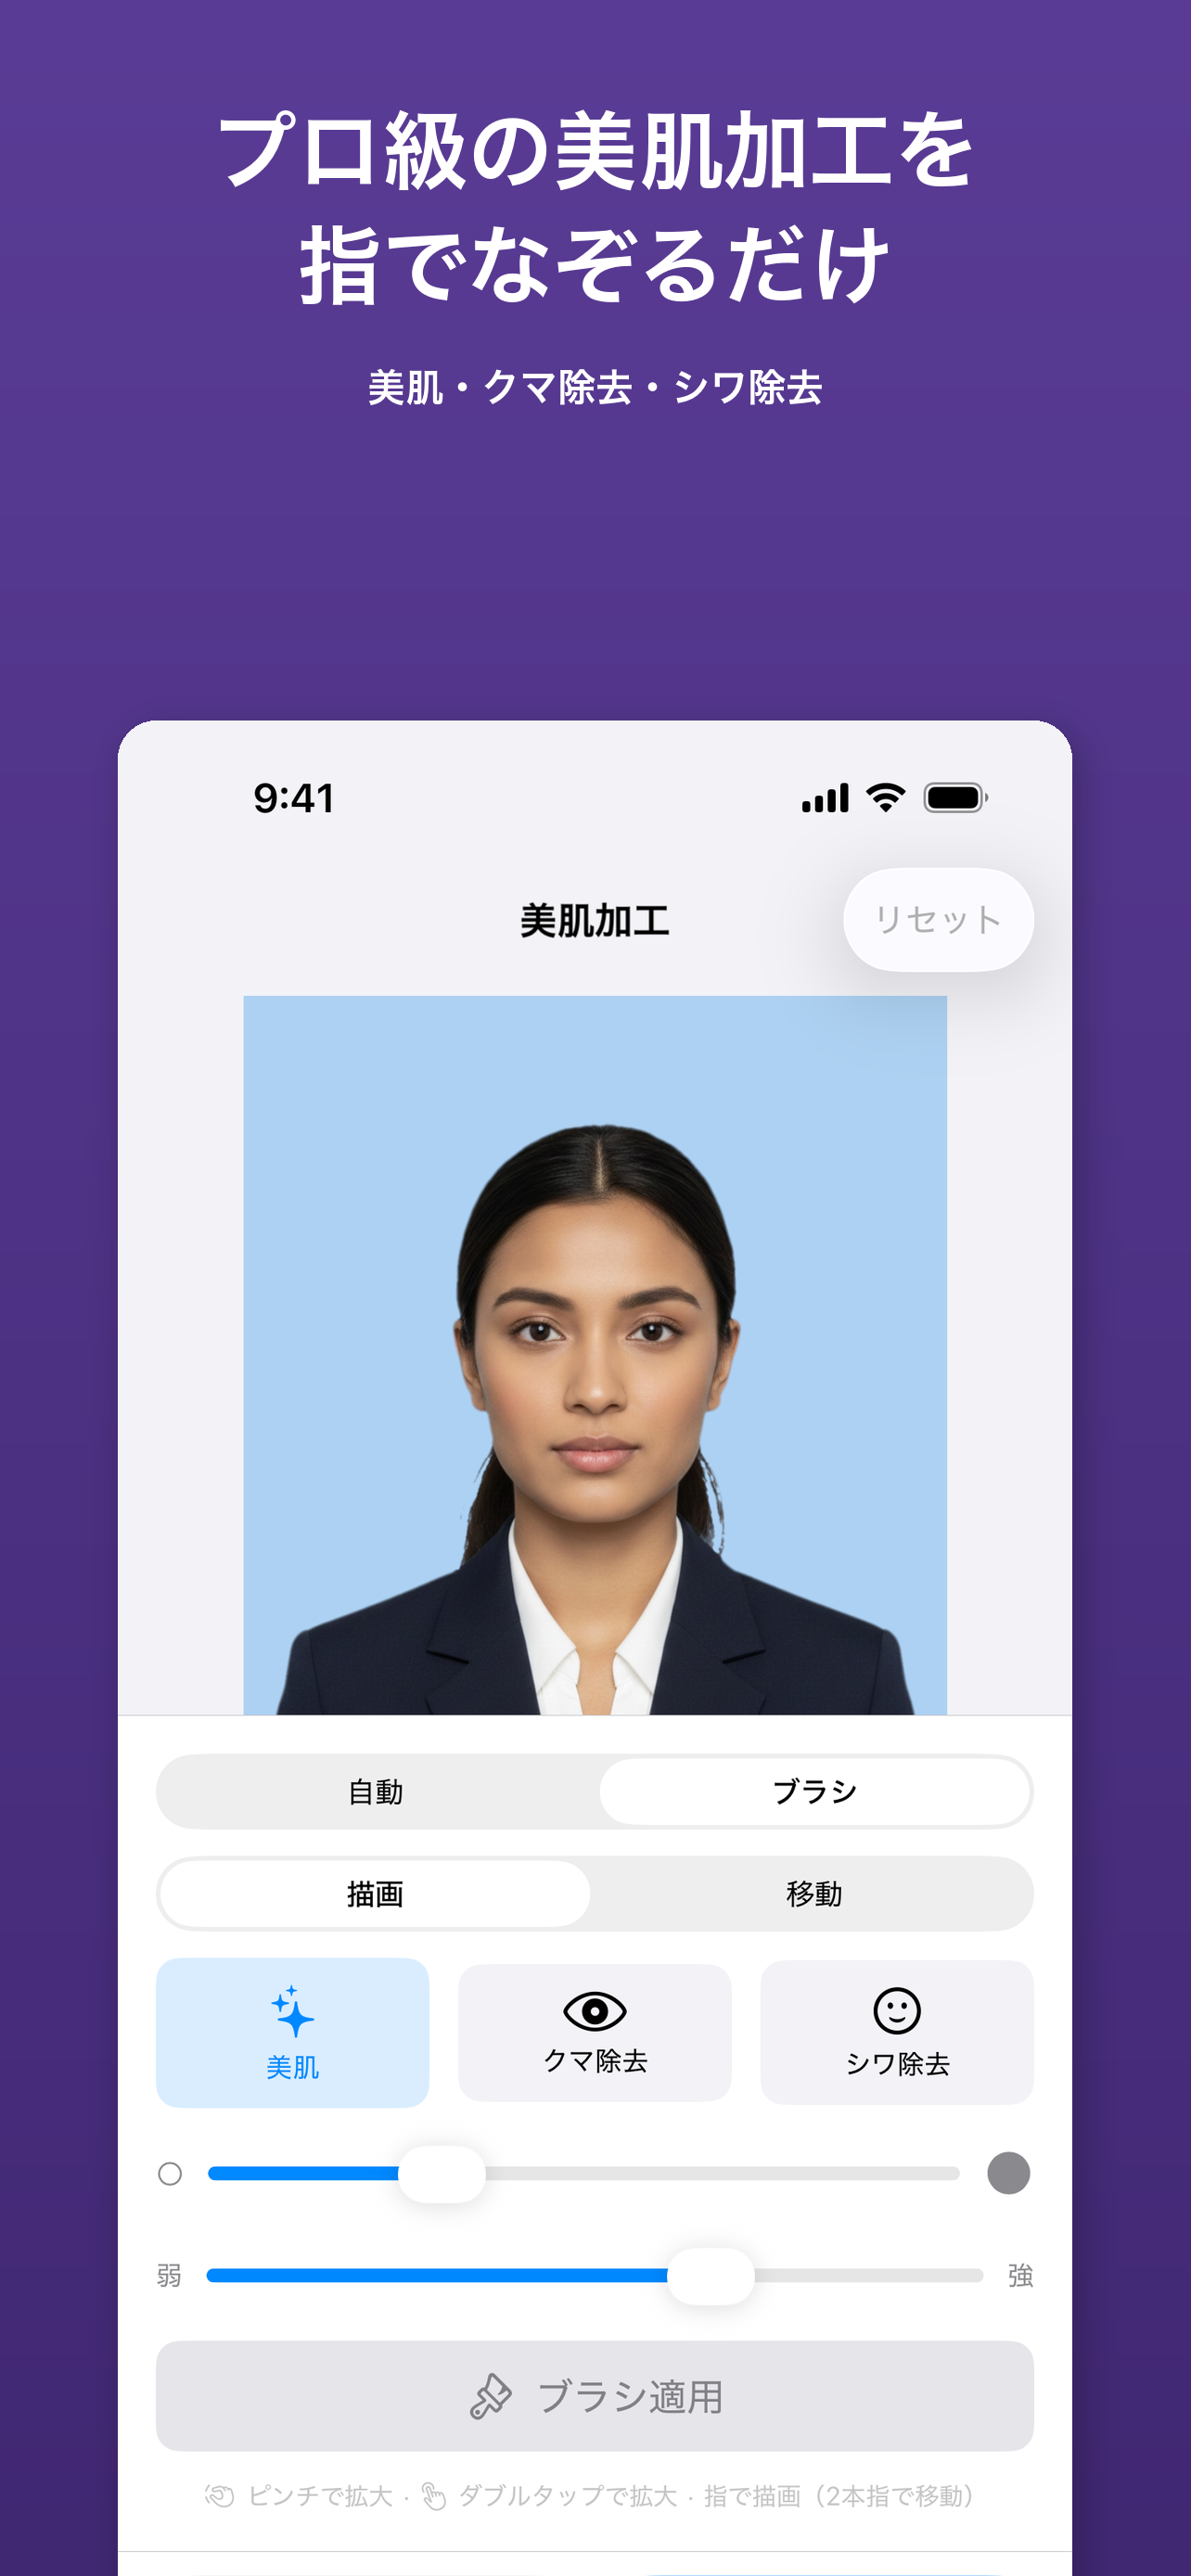 プロ級の美肌加工を
指でなぞるだけ
美肌・クマ除去・シワ除去
9:41
美肌加工
リセット
自動
ブラシ
描画
移動
美肌
クマ除去
シワ除去
弱
強
ブラシ適用
ピンチで拡大 · ダブルタップで拡大 · 指で描画（2本指で移動）